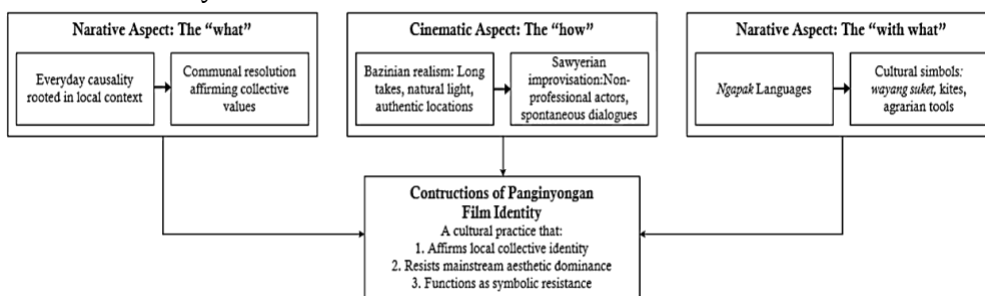 Narative Aspect: The “what”
Everyday causality
rooted in local context
Communal resolution
affirming collective
values
Cinematic Aspect: The “how”
Bazinian realism: Long
takes, natural light,
authentic locations
Sawyerian
improvisation:Non-
professional actors,
spontaneous dialogues
Narative Aspect: The “with what”
Ngapak Languages
Cultural simbols:
wayang suket, kites,
agrarian tools
Contructions of Panginyongan
Film Identity
A cultural practice that:
1. Affirms local collective identity
2. Resists mainstream aesthetic dominance
3. Functions as symbolic resistance